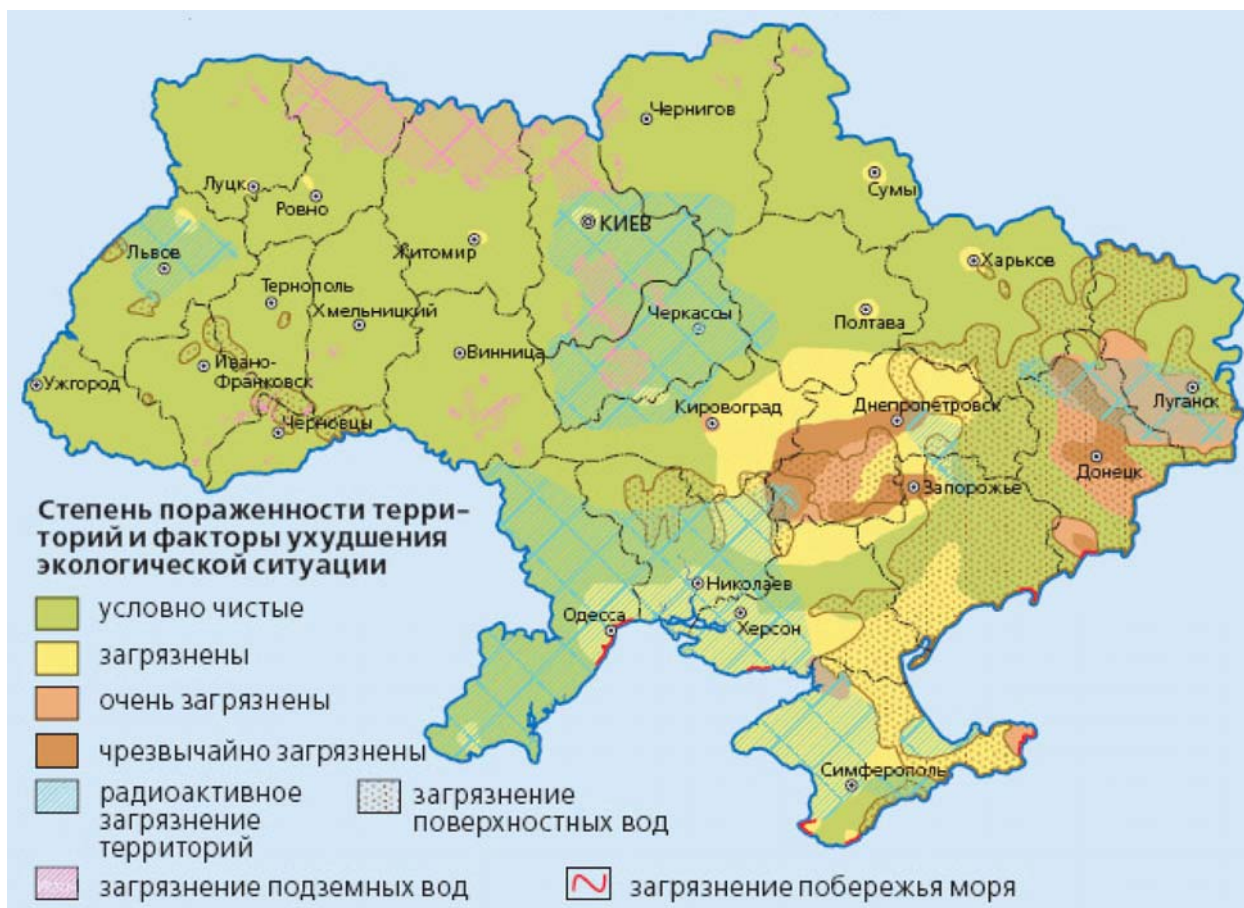 Чернигов
Луцк
Ровно
Сумы
КИЕВ
Львов
Житомир
Харьков
Тернополь
Хмельницкий
Черкассы
Полтава
Винница
Ивано-
Франковск
Ужгород
Черновцы
Кировоград
Днепропетровск
Луганск
Донецк
Запорожье
Николаев
Одесса
Херсон
Симферополь
Степень пораженности терри-
торий и факторы ухудшения
экологической ситуации
условно чистые
загрязнены
очень загрязнены
чрезвычайно загрязнены
радиоактивное
загрязнение
территорий
загрязнение
поверхностных вод
загрязнение подземных вод
загрязнение побережья моря